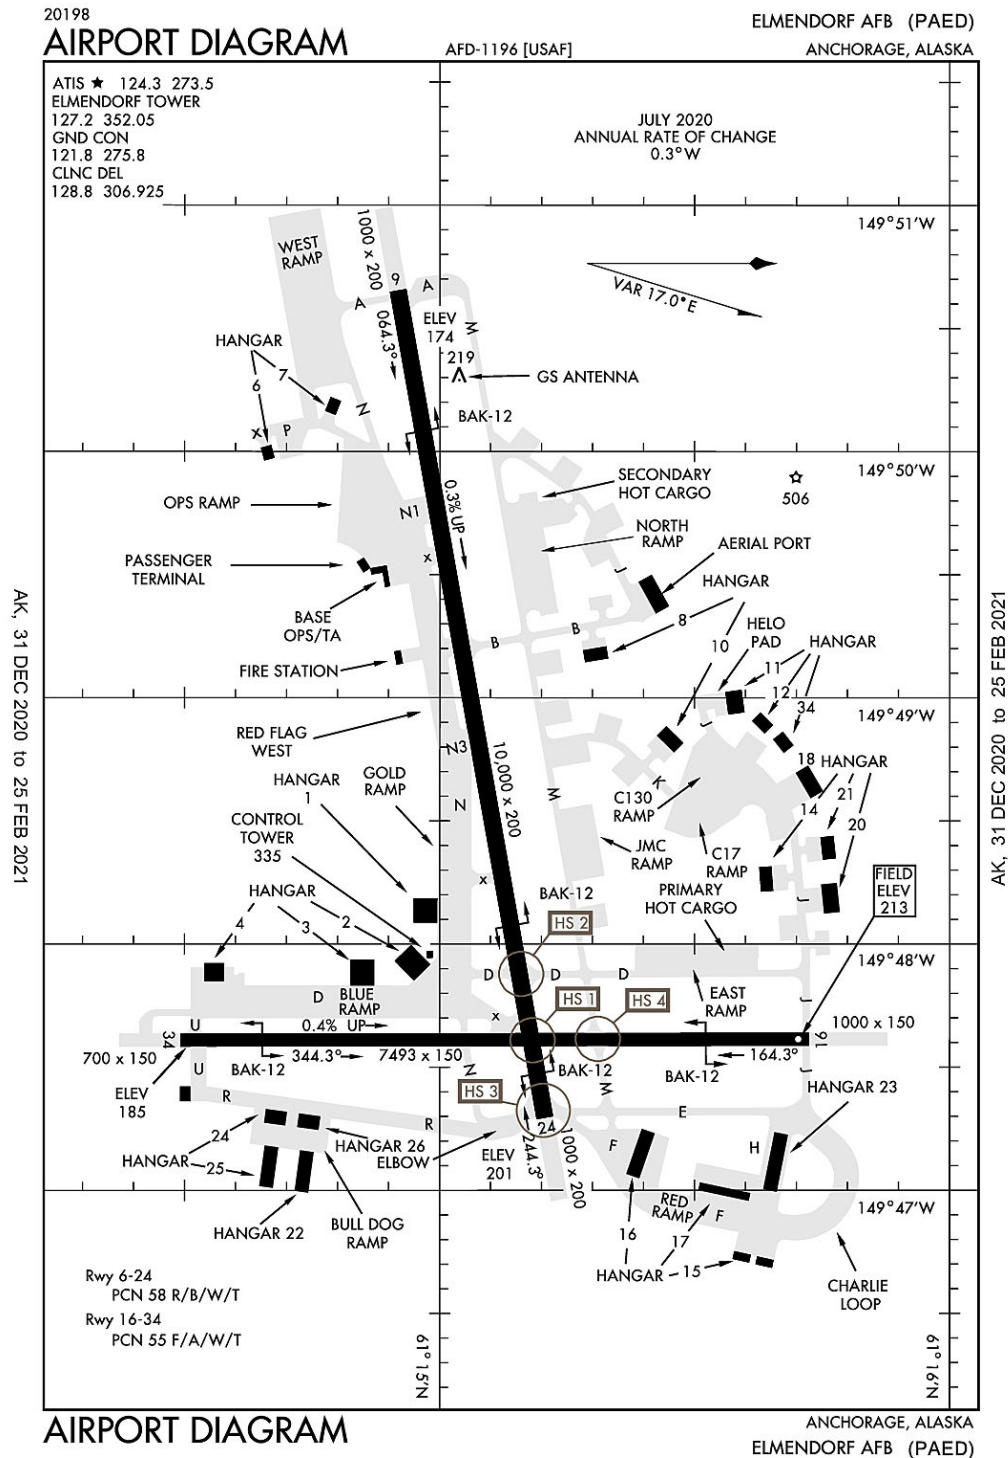 20198
AIRPORT DIAGRAM
AFD-1196 [USAF]
ELMENDORF AFB (PAED)
ANCHORAGE, ALASKA
ATIS ★ 124.3 273.5
ELMENDORF TOWER
127.2 352.05
GND CON
121.8 275.8
CLNC DEL
128.8 306.925
JULY 2020
ANNUAL RATE OF CHANGE
0.3° W
149°51'W
WEST
RAMP
1000 x 200
9
A
A
VAR 17.0° E
064.3°
ELEV
174
M
219
GS ANTENNA
HANGAR
6
7
N
BAK-12
X
P
149°50'W
SECONDARY
HOT CARGO
506
OPS RAMP
N1
0.3% UP
NORTH
RAMP
AERIAL PORT
PASSENGER
TERMINAL
X
J
HANGAR
BASE
OPS/TA
8
B
B
10
HELO
PAD
HANGAR
FIRE STATION
11
12
34
149°49'W
RED FLAG
WEST
N3
J
HANGAR
1
GOLD
RAMP
10,000 x 200
K
18
HANGAR
N
M
C130
RAMP
14
21
20
CONTROL
TOWER
335
JMC
RAMP
C17
RAMP
X
HANGAR
4
3
2
BAK-12
PRIMARY
HOT CARGO
J
FIELD
ELEV
213
HS 2
149°48'W
D
D
D
D
BLUE
RAMP
HS 1
HS 4
EAST
RAMP
J
X
U
0.4% UP
1000 x 150
34
16
700 x 150
U
BAK-12
344.3°
7493 x 150
N
BAK-12
M
BAK-12
164.3°
J
ELEV
185
R
HS 3
HANGAR 23
R
E
24
24
HANGAR 26
ELBOW
HANGAR
25
ELEV
201
244.3°
1000 x 200
F
H
HANGAR 22
BULL DOG
RAMP
RED
RAMP
F
149°47'W
16
17
HANGAR
15
CHARLIE
LOOP
Rwy 6-24
PCN 58 R/B/W/T
Rwy 16-34
PCN 55 F/A/W/T
61°15'N
61°16'N
AK, 31 DEC 2020 to 25 FEB 2021
AK, 31 DEC 2020 to 25 FEB 2021
AIRPORT DIAGRAM
ANCHORAGE, ALASKA
ELMENDORF AFB (PAED)